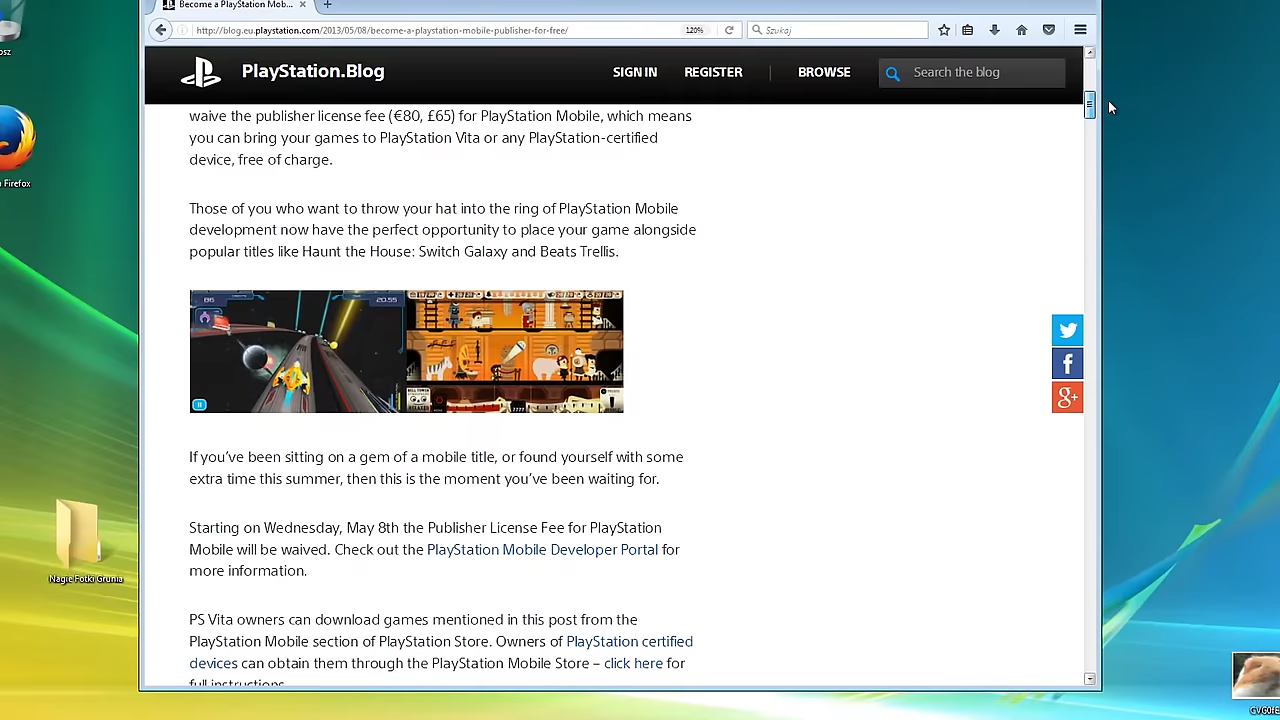 Become a PlayStation Mob...
http://blog.eu.playstation.com/2013/05/08/become-a-playstation-mobile-publisher-for-free/
120%
Szukaj
PlayStation.Blog
SIGN IN
REGISTER
BROWSE
Search the blog
waive the publisher license fee (€80, £65) for PlayStation Mobile, which means
you can bring your games to PlayStation Vita or any PlayStation-certified
device, free of charge.
Those of you who want to throw your hat into the ring of PlayStation Mobile
development now have the perfect opportunity to place your game alongside
popular titles like Haunt the House: Switch Galaxy and Beats Trellis.
If you’ve been sitting on a gem of a mobile title, or found yourself with some
extra time this summer, then this is the moment you’ve been waiting for.
Starting on Wednesday, May 8th the Publisher License Fee for PlayStation
Mobile will be waived. Check out the PlayStation Mobile Developer Portal for
more information.
PS Vita owners can download games mentioned in this post from the
PlayStation Mobile section of PlayStation Store. Owners of PlayStation certified
devices can obtain them through the PlayStation Mobile Store – click here for
full instructions
Firefox
Nagie Fotki Grunia